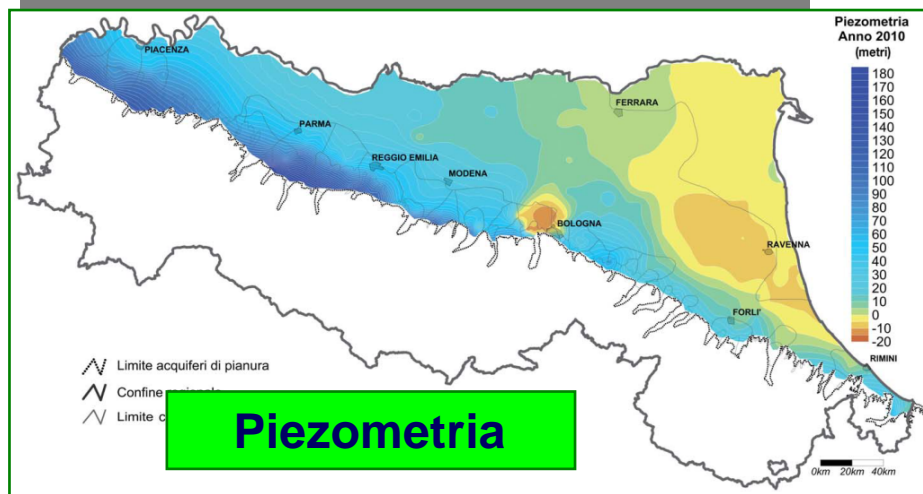 Piezometria
Anno 2010
(metri)
180
170
160
150
140
130
120
110
100
90
80
70
60
50
40
30
20
10
0
-10
-20
PIACENZA
PARMA
REGGIO EMILIA
MODENA
BOLOGNA
FERRARA
RAVENNA
FORLI'
RIMINI
Limite acquiferi di pianura
Confine
Limite
Piezometria
0km 20km 40km